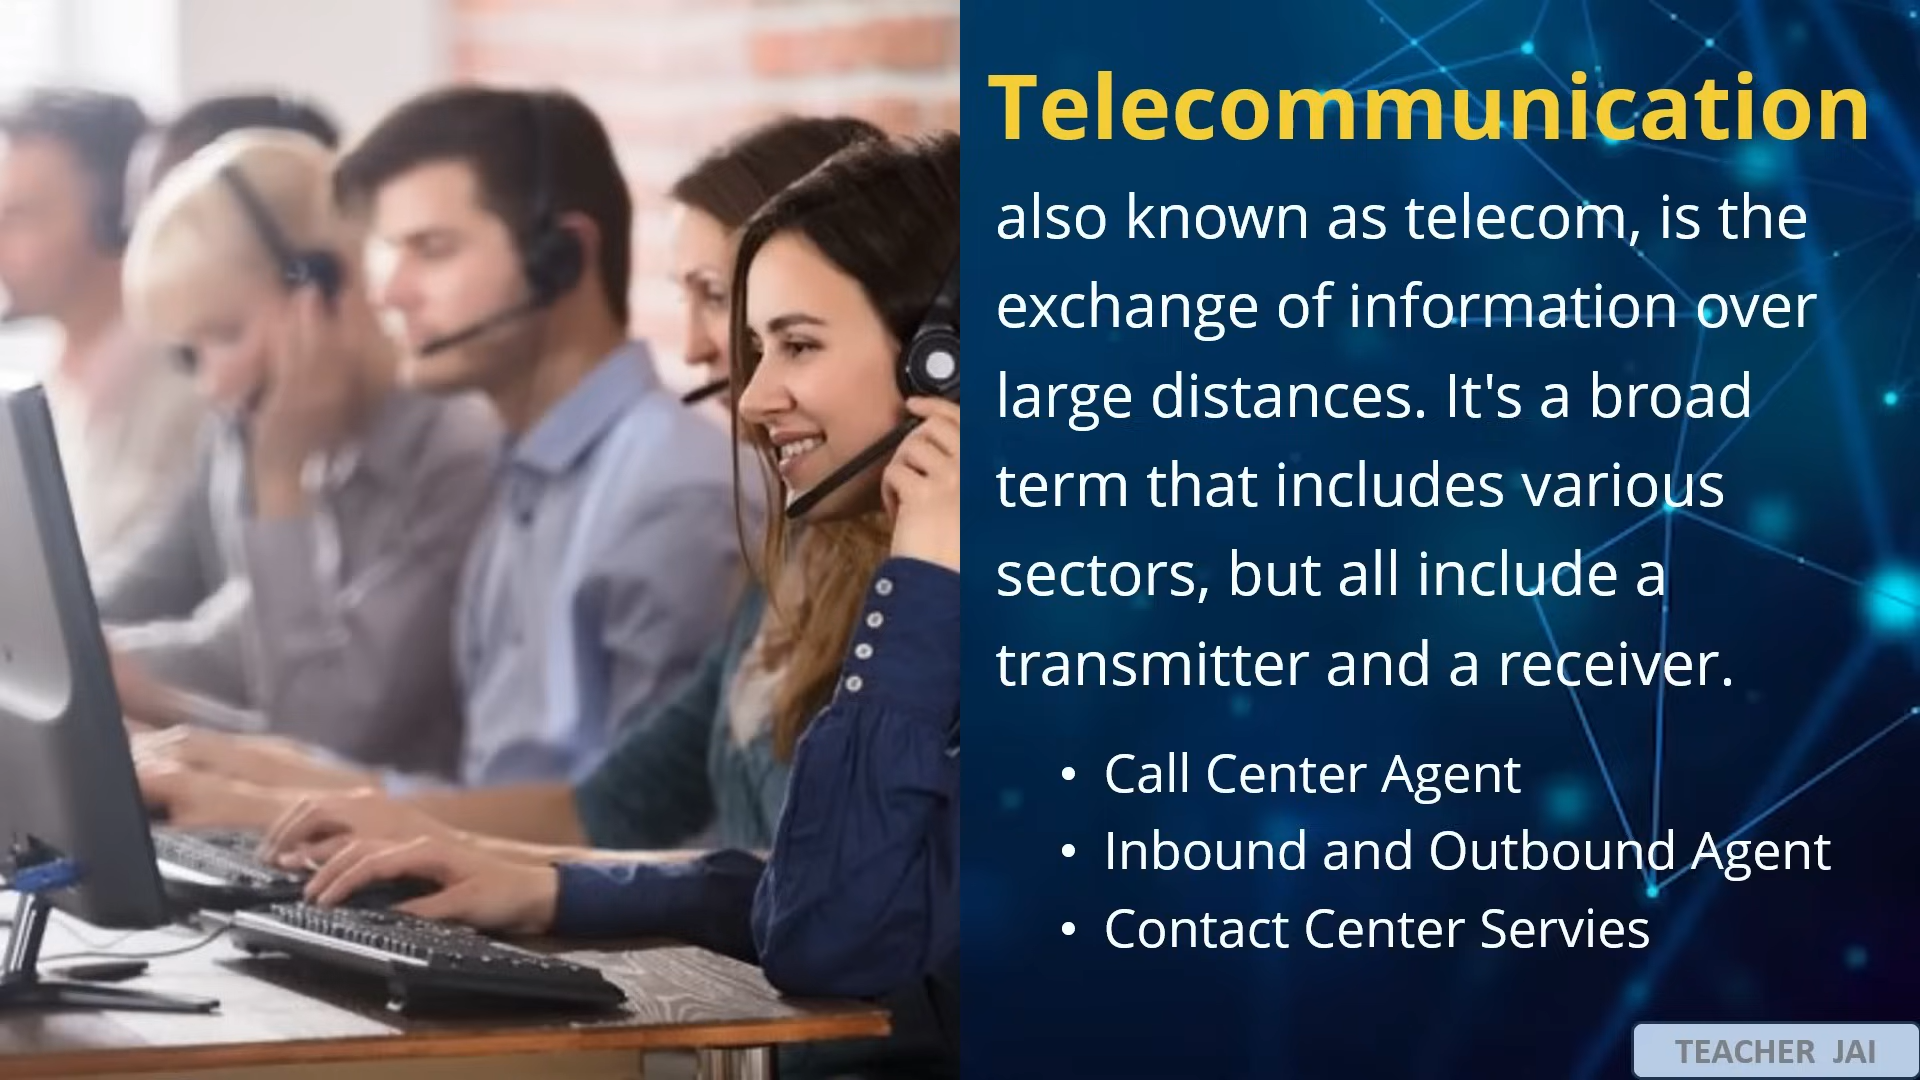 Telecommunication
also known as telecom, is the
exchange of information over
large distances. It's a broad
term that includes various
sectors, but all include a
transmitter and a receiver.
• Call Center Agent
• Inbound and Outbound Agent
• Contact Center Servies
TEACHER JAI